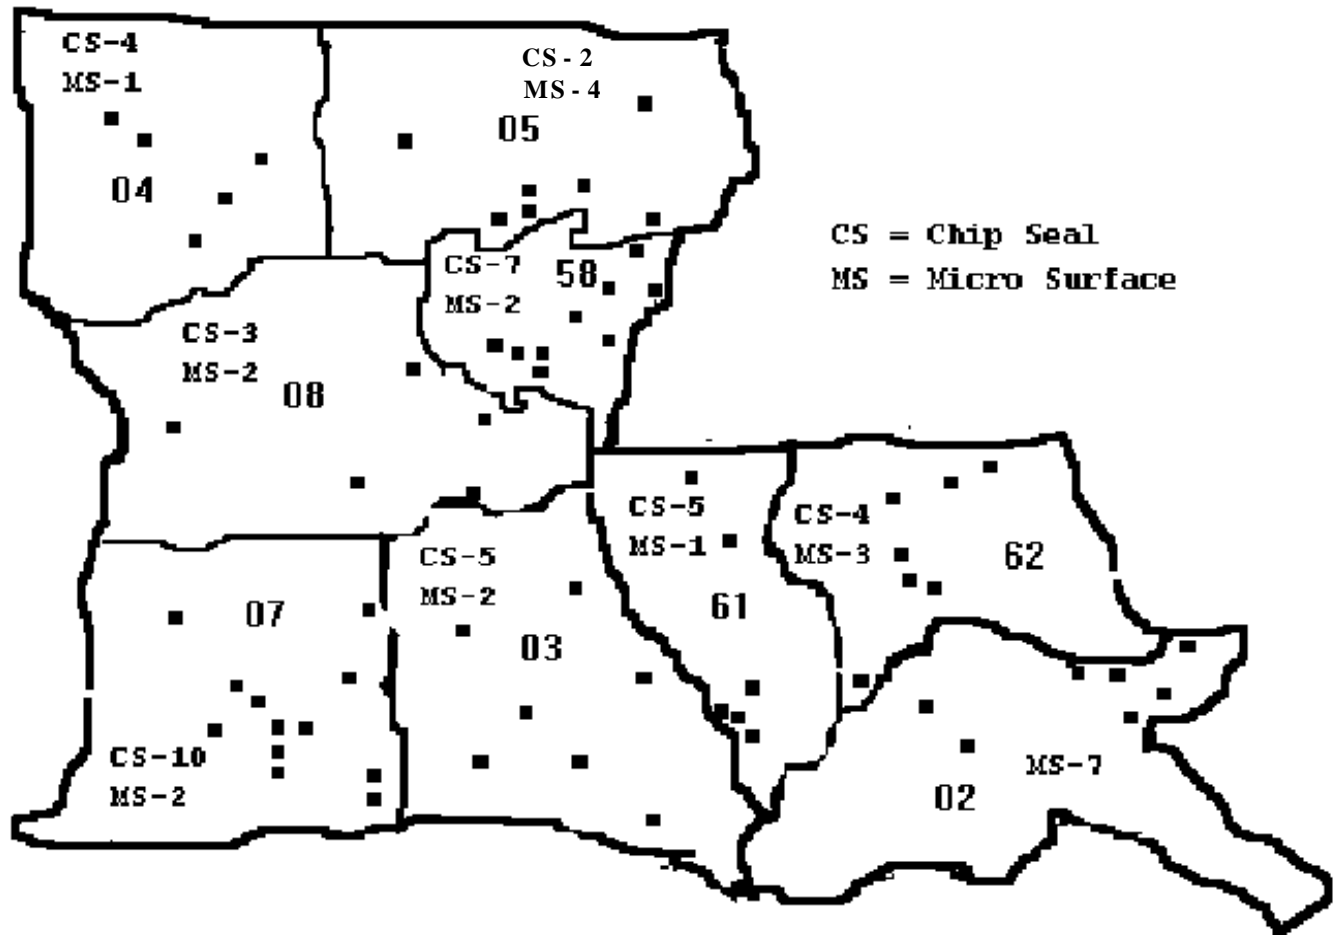 CS-4
MS-1
04
CS - 2
MS - 4
05
CS = Chip Seal
MS = Micro Surface
CS-7
58
MS-2
CS-3
MS-2
08
CS-5
MS-1
61
CS-4
MS-3
62
CS-5
MS-2
03
07
CS-10
MS-2
MS-7
02